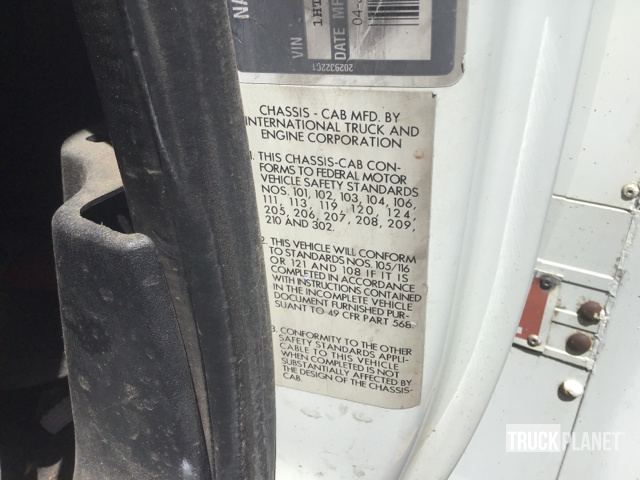 VIN
1HT
DATE MF
04-
2029322C1
CHASSIS - CAB MFD. BY
INTERNATIONAL TRUCK AND
ENGINE CORPORATION
1. THIS CHASSIS-CAB CON-
FORMS TO FEDERAL MOTOR
VEHICLE SAFETY STANDARDS
NOS. 101, 102, 103, 104, 106,
111, 113, 119, 120, 124,
205, 206, 207, 208, 209,
210 AND 302.
2. THIS VEHICLE WILL CONFORM
TO STANDARDS NOS. 105/116
OR 121 AND 108 IF IT IS
COMPLETED IN ACCORDANCE
WITH INSTRUCTIONS CONTAINED
IN THE INCOMPLETE VEHICLE
DOCUMENT FURNISHED PUR-
SUANT TO 49 CFR PART 568.
3. CONFORMITY TO THE OTHER
SAFETY STANDARDS APPLI-
CABLE TO THIS VEHICLE
WHEN COMPLETED IS NOT
SUBSTANTIALLY AFFECTED BY
THE DESIGN OF THE CHASSIS-
CAB.
TRUCKPLANET